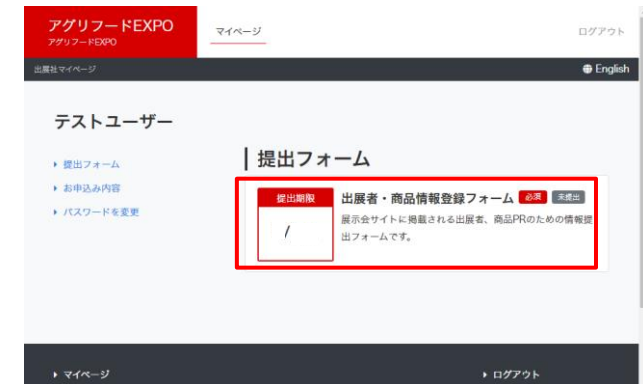 アグリフードEXPO
アグリフードEXPO
マイページ
ログアウト
出展社マイページ
English
テストユーザー
提出フォーム
お申込み内容
パスワードを変更
提出フォーム
提出期限
/
出展者・商品情報登録フォーム 必須 未提出
展示会サイトに掲載される出展者、商品PRのための情報提
出フォームです。
マイページ
ログアウト